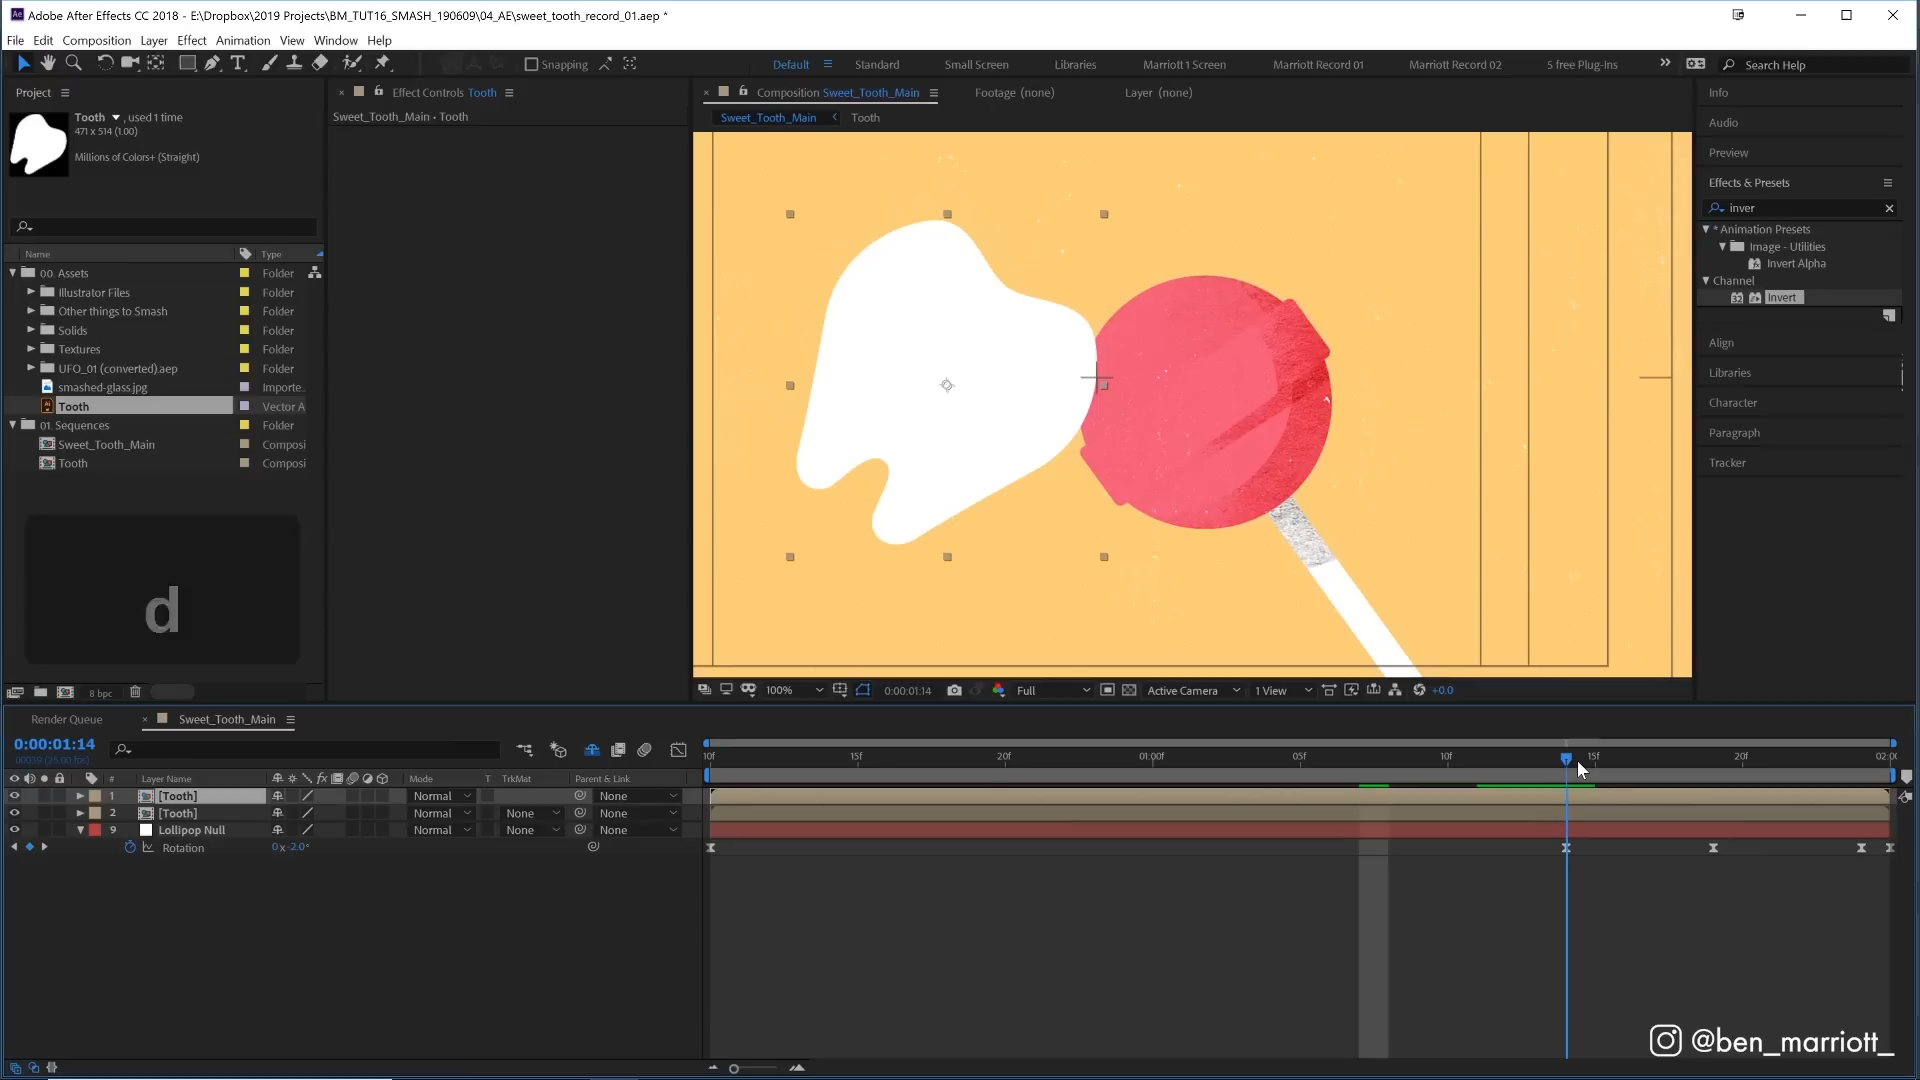 Adobe After Effects CC 2018 - E:\Dropbox\2019 Projects\BM_TUT16_SMASH_190609\04_AE\sweet_tooth_record_01.aep *
File Edit Composition Layer Effect Animation View Window Help
Snapping Default Standard Small Screen Libraries Marriott 1 Screen Marriott Record 01 Marriott Record 02 5 free Plug-Ins Search Help
Project
Tooth , used 1 time
471 x 514 (1.00)
Millions of Colors+ (Straight)
Name Type
00. Assets Folder
Illustrator Files Folder
Other things to Smash Folder
Solids Folder
Textures Folder
UFO_01 (converted).aep Folder
smashed-glass.jpg Importe..
Tooth Vector A
01. Sequences Folder
Sweet_Tooth_Main Composi
Tooth Composi
d
8 bpc
Effect Controls Tooth
Sweet_Tooth_Main • Tooth
Composition Sweet_Tooth_Main Footage (none) Layer (none)
Sweet_Tooth_Main Tooth
100% 0:00:01:14 Full Active Camera 1 View +0.0
Info
Audio
Preview
Effects & Presets
inver
* Animation Presets
Image - Utilities
Invert Alpha
Channel
32 Invert
Align
Libraries
Character
Paragraph
Tracker
Render Queue Sweet_Tooth_Main
0:00:01:14
# Layer Name Mode T TrkMat Parent & Link
1 [Tooth] Normal None
2 [Tooth] Normal None None
9 Lollipop Null Normal None None
Rotation 0x-2.0°
10f 15f 20f 01:00f 05f 10f 15f 20f 02:00
@ben_marriott_